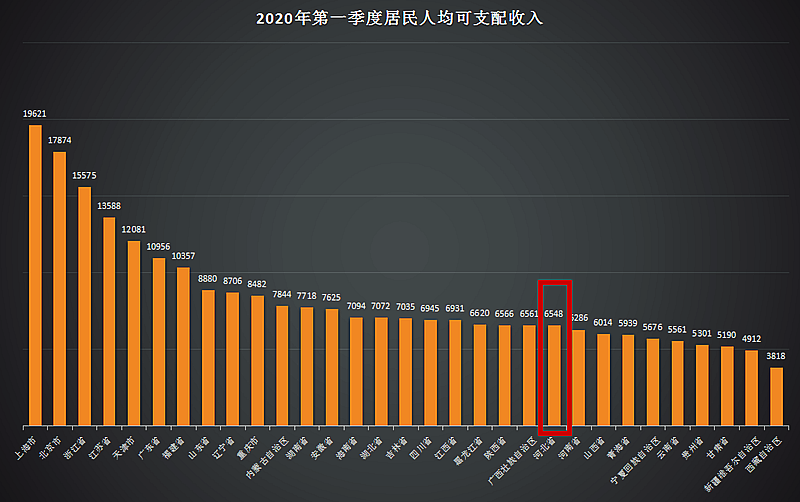 2020年第一季度居民人均可支配收入
19621
17874
15575
13588
12081
10956
10357
8880
8706
8482
7844
7718
7625
7094
7072
7035
6945
6931
6620
6566
6561
6548
6286
6014
5939
5676
5561
5301
5190
4912
3818
上海市
北京市
浙江省
江苏省
天津市
广东省
福建省
山东省
辽宁省
重庆市
内蒙古自治区
湖南省
安徽省
海南省
湖北省
吉林省
四川省
江西省
黑龙江省
陕西省
广西壮族自治区
河北省
河南省
山西省
青海省
宁夏回族自治区
云南省
贵州省
甘肃省
新疆维吾尔自治区
西藏自治区